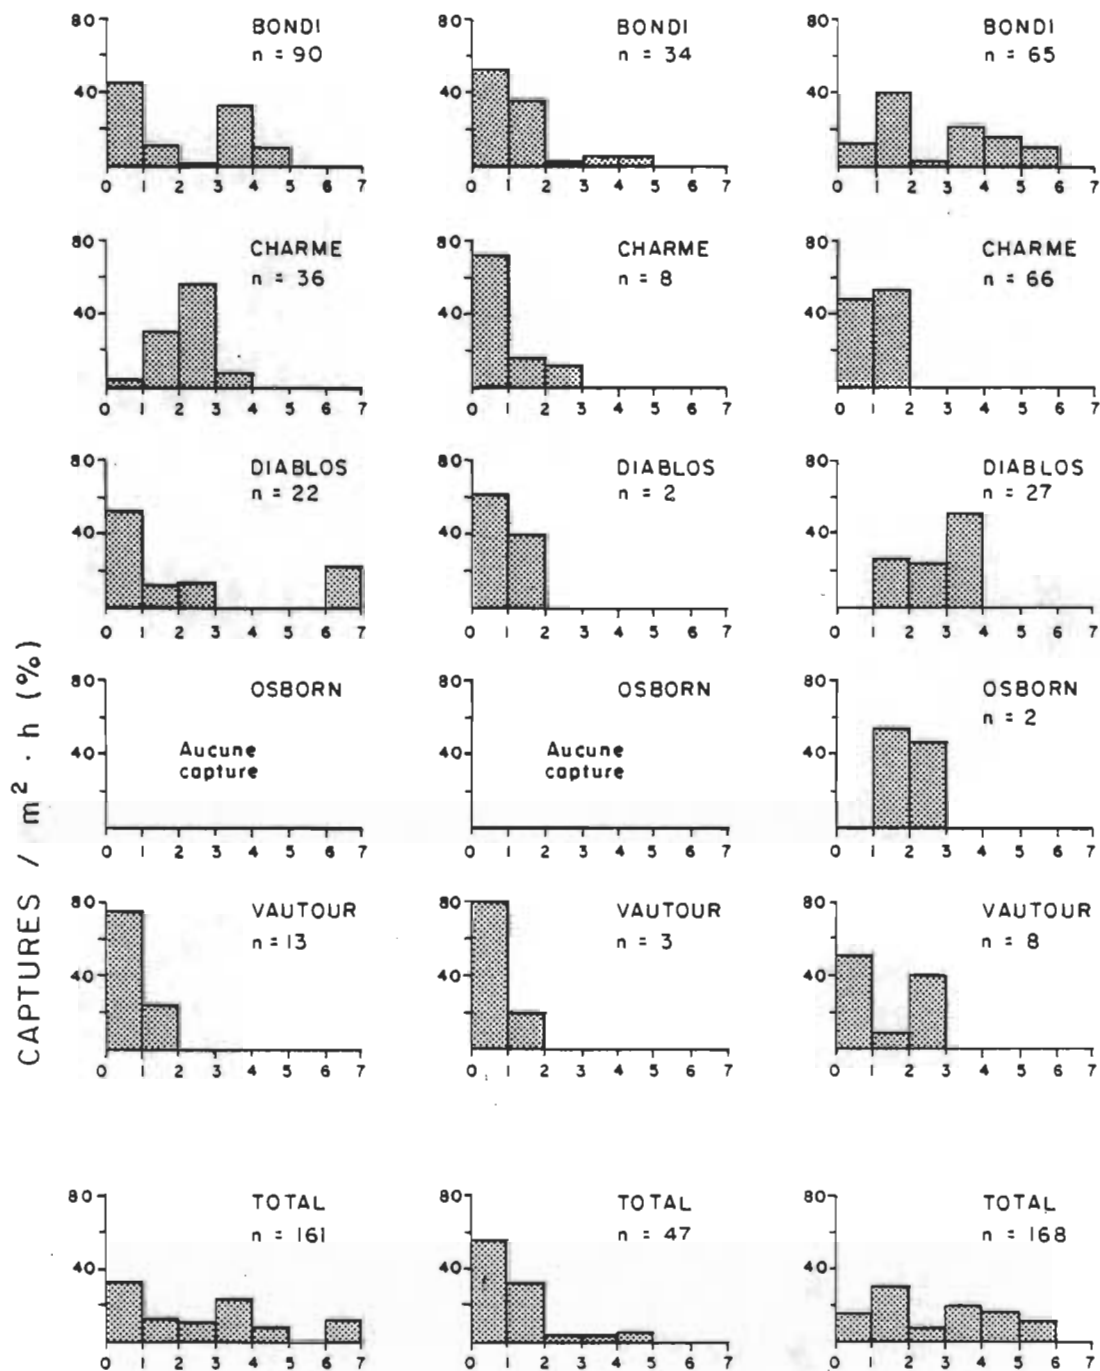 CAPTURES / m² · h (%)
80
BONDI
n = 90
40
0 1 2 3 4 5 6 7
80
BONDI
n = 34
40
0 1 2 3 4 5 6 7
80
BONDI
n = 65
40
0 1 2 3 4 5 6 7
80
CHARME
n = 36
40
0 1 2 3 4 5 6 7
80
CHARME
n = 8
40
0 1 2 3 4 5 6 7
80
CHARME
n = 66
40
0 1 2 3 4 5 6 7
80
DIABLOS
n = 22
40
0 1 2 3 4 5 6 7
80
DIABLOS
n = 2
40
0 1 2 3 4 5 6 7
80
DIABLOS
n = 27
40
0 1 2 3 4 5 6 7
80
OSBORN
40
Aucune
capture
0 1 2 3 4 5 6 7
80
OSBORN
40
Aucune
capture
0 1 2 3 4 5 6 7
80
OSBORN
n = 2
40
0 1 2 3 4 5 6 7
80
VAUTOUR
n = 13
40
0 1 2 3 4 5 6 7
80
VAUTOUR
n = 3
40
0 1 2 3 4 5 6 7
80
VAUTOUR
n = 8
40
0 1 2 3 4 5 6 7
80
TOTAL
n = 161
40
0 1 2 3 4 5 6 7
80
TOTAL
n = 47
40
0 1 2 3 4 5 6 7
80
TOTAL
n = 168
40
0 1 2 3 4 5 6 7